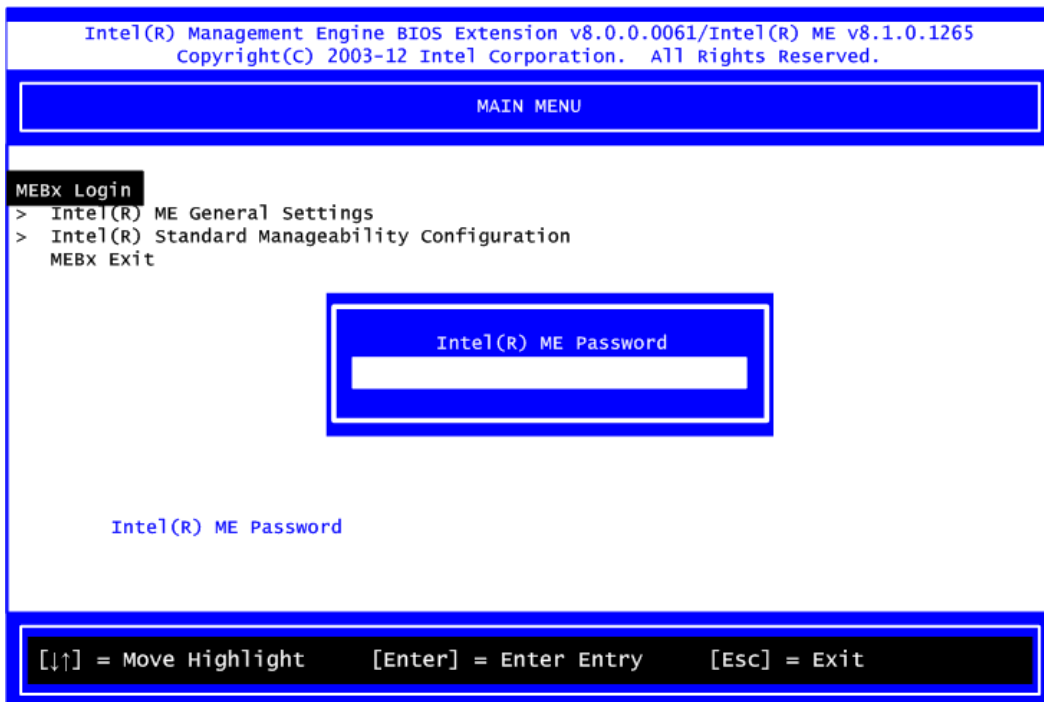 Intel(R) Management Engine BIOS Extension v8.0.0.0061/Intel(R) ME v8.1.0.1265
Copyright(C) 2003-12 Intel Corporation. All Rights Reserved.
MAIN MENU
MEBx Login
> Intel(R) ME General Settings
> Intel(R) Standard Manageability Configuration
MEBx Exit
Intel(R) ME Password
Intel(R) ME Password
[↓↑] = Move Highlight [Enter] = Enter Entry [Esc] = Exit